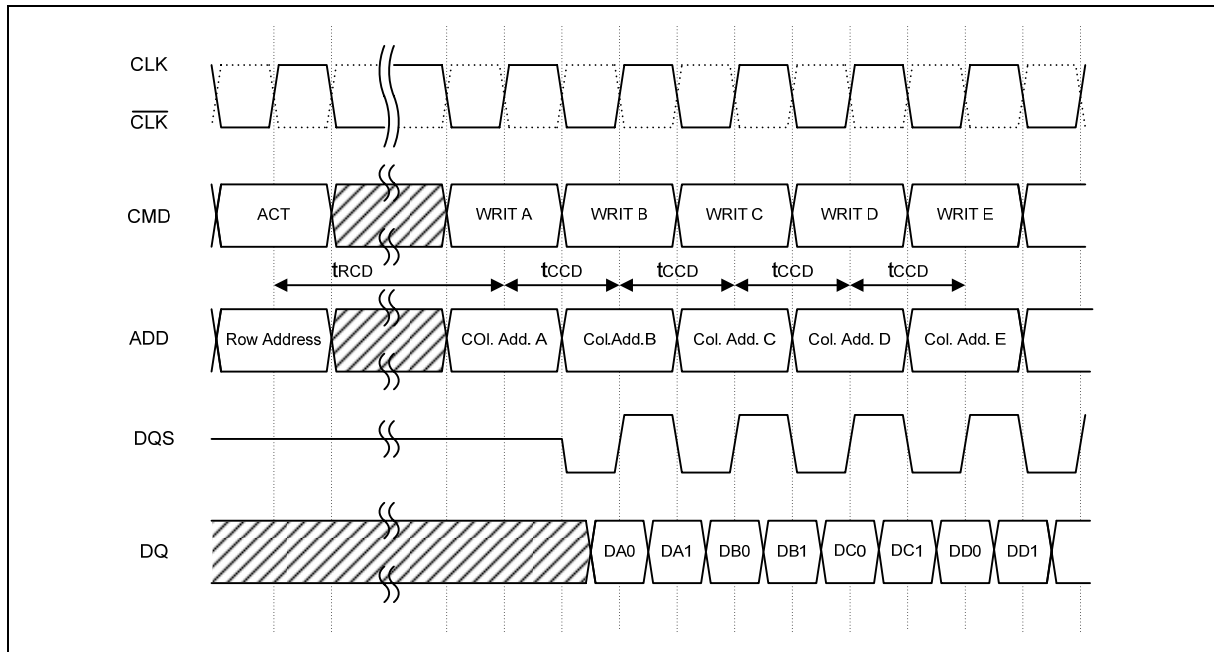 CLK
C̅L̅K̅
CMD ACT WRIT A WRIT B WRIT C WRIT D WRIT E
tRCD tCCD tCCD tCCD tCCD
ADD Row Address COl. Add. A Col.Add.B Col. Add. C Col. Add. D Col. Add. E
DQS
DQ DA0 DA1 DB0 DB1 DC0 DC1 DD0 DD1